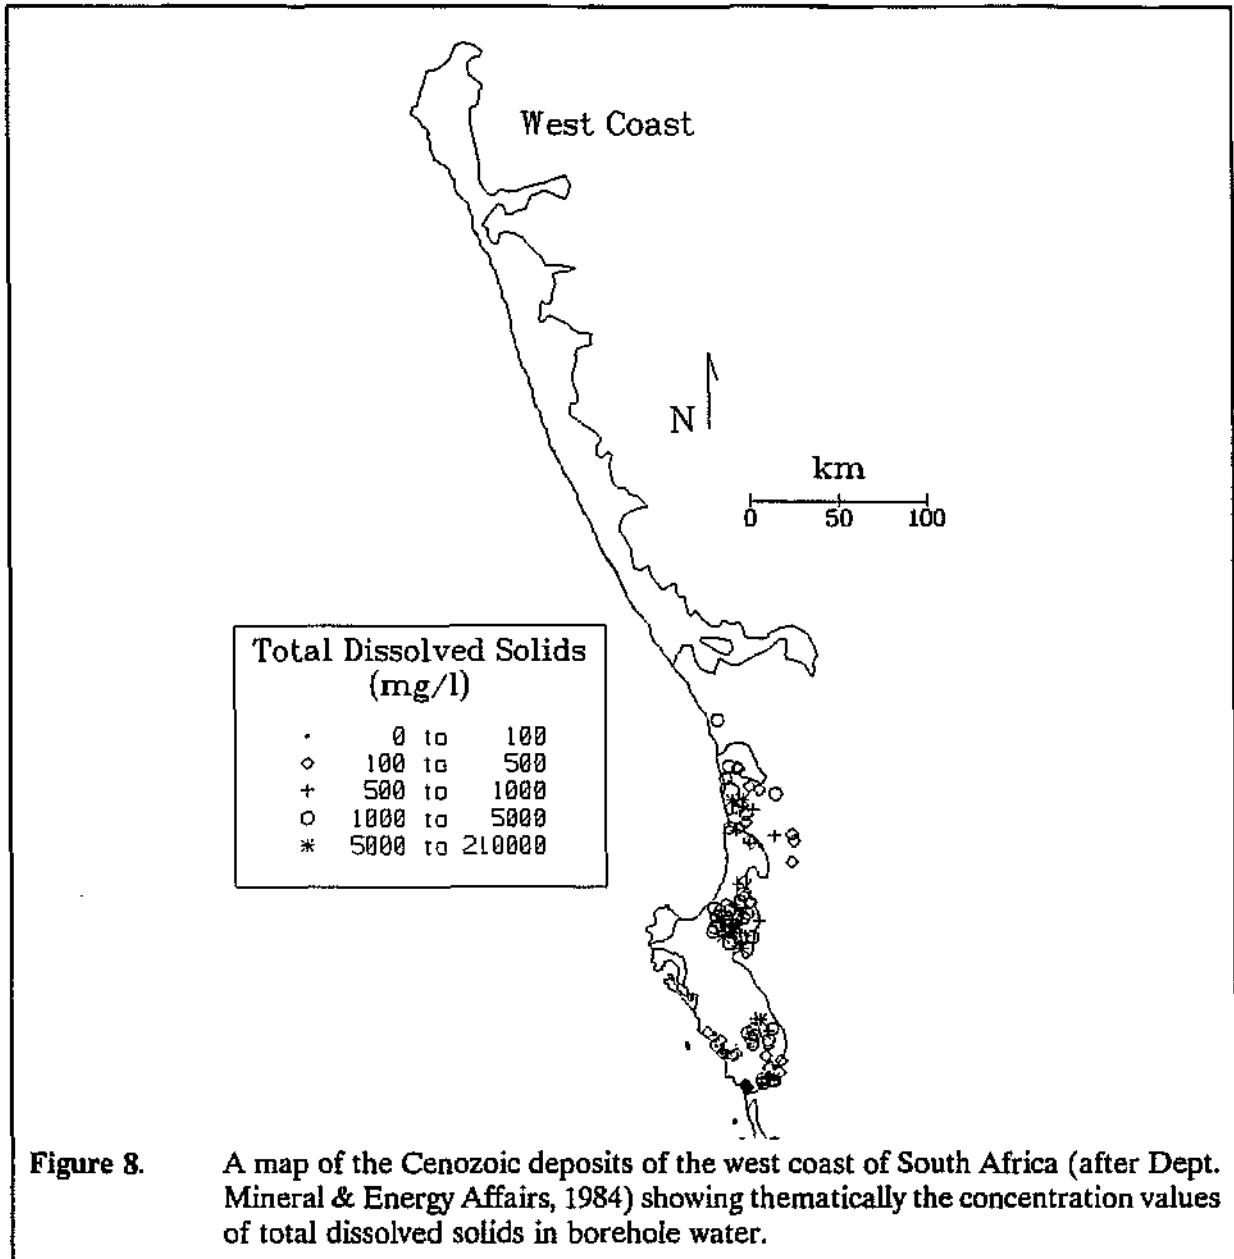 West Coast
N
km
0 50 100
Total Dissolved Solids
(mg/l)
0 to 100
100 to 500
500 to 1000
1000 to 5000
5000 to 210000
Figure 8. A map of the Cenozoic deposits of the west coast of South Africa (after Dept.
Mineral & Energy Affairs, 1984) showing thematically the concentration values
of total dissolved solids in borehole water.